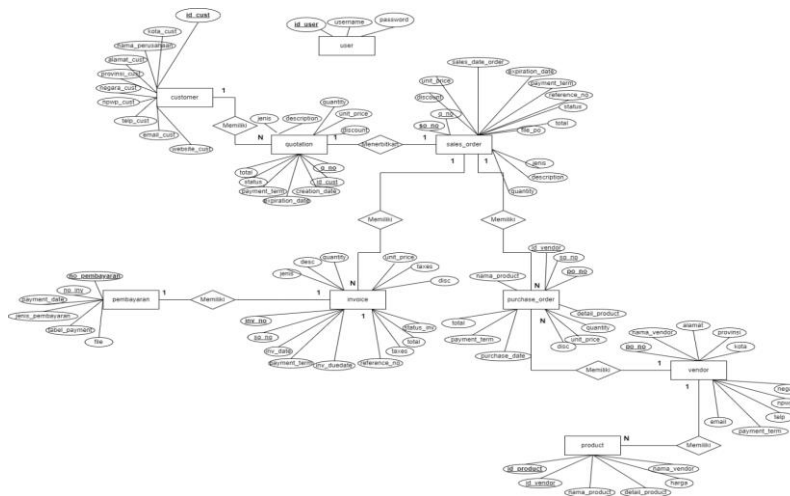 id_cust
kota_cust
nama_perusahaan
alamat_cust
provinsi_cust
negara_cust
npwp_cust
telp_cust
email_cust
website_cust
customer
1
Memiliki
N
id_user
username
password
user
jenis
description
quantity
unit_price
discount
quotation
1
total
status
payment_term
expiration_date
creation_date
id_cust
q_no
Menerbitkan
1
sales_date_order
unit_price
discount
q_no
so_no
expiration_date
payment_term
reference_no
status
total
file_po
sales_order
1
1
jenis
description
quantity
Memiliki
Memiliki
no_pembayaran
no_inv
payment_date
jenis_pembayaran
file
pembayaran
1
Memiliki
1
desc
quantity
jenis
unit_price
taxas
disc
N
invoice
1
inv_no
so_no
inv_date
payment_term
inv_duedate
reference_no
taxas
total
status_inv
id_vendor
so_no
po_no
nama_product
N
purchase_order
N
total
payment_term
purchase_date
detail_product
quantity
unit_price
disc
Memiliki
1
nama_vendor
alamat
provinsi
kota
po_no
vendor
1
nega
npw
telp
payment_term
email
Memiliki
N
product
id_product
id_vendor
nama_product
detail_product
harga
nama_vendor